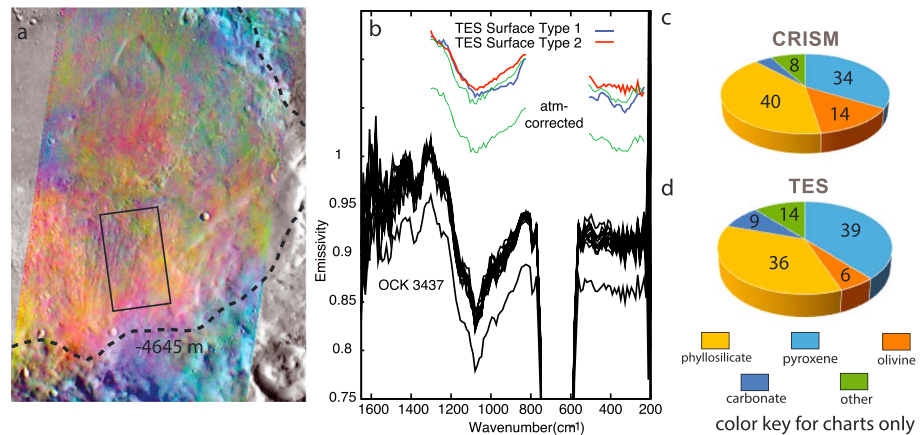 a
-4645 m
b
TES Surface Type 1
TES Surface Type 2
atm-
corrected
OCK 3437
Emissivity
1
0.95
0.9
0.85
0.8
0.75
1600 1400 1200 1000 800 600 400 200
Wavenumber(cm-1)
c
CRISM
8
34
40
14
d
TES
14
9
39
36
6
phyllosilicate
pyroxene
olivine
carbonate
other
color key for charts only